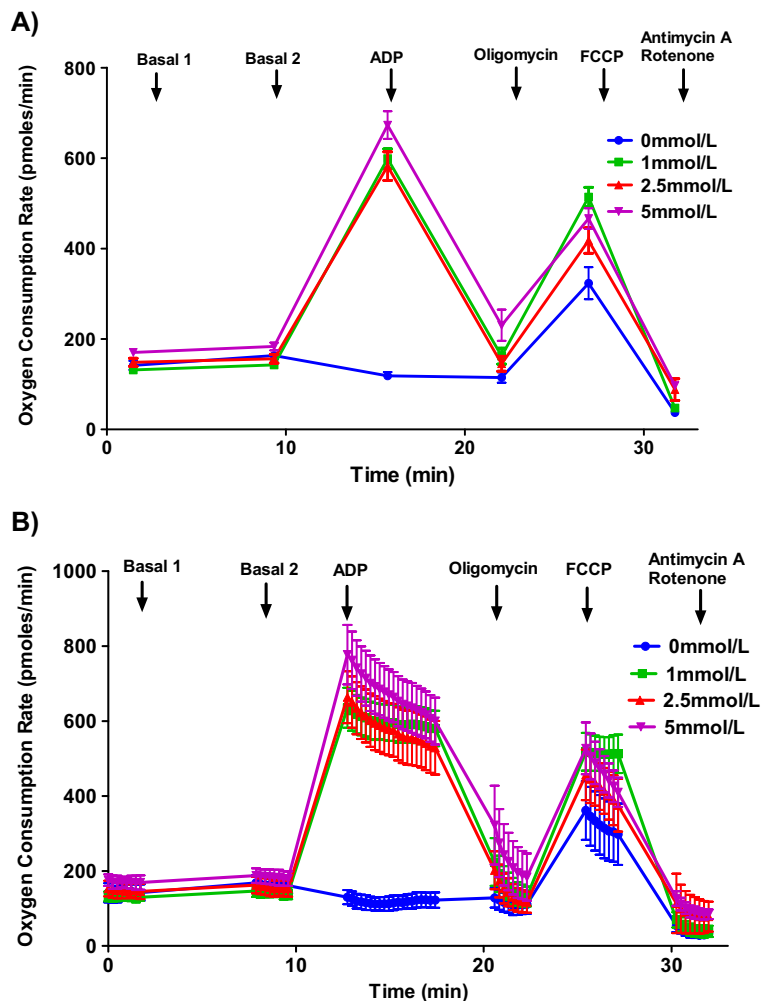 A)
Basal 1
Basal 2
ADP
Oligomycin
FCCP
Antimycin A
Rotenone
Oxygen Consumption Rate (pmoles/min)
800
600
400
200
0
0mmol/L
1mmol/L
2.5mmol/L
5mmol/L
0
10
20
30
Time (min)
B)
Basal 1
Basal 2
ADP
Oligomycin
FCCP
Antimycin A
Rotenone
Oxygen Consumption Rate (pmoles/min)
1000
800
600
400
200
0
0mmol/L
1mmol/L
2.5mmol/L
5mmol/L
0
10
20
30
Time (min)